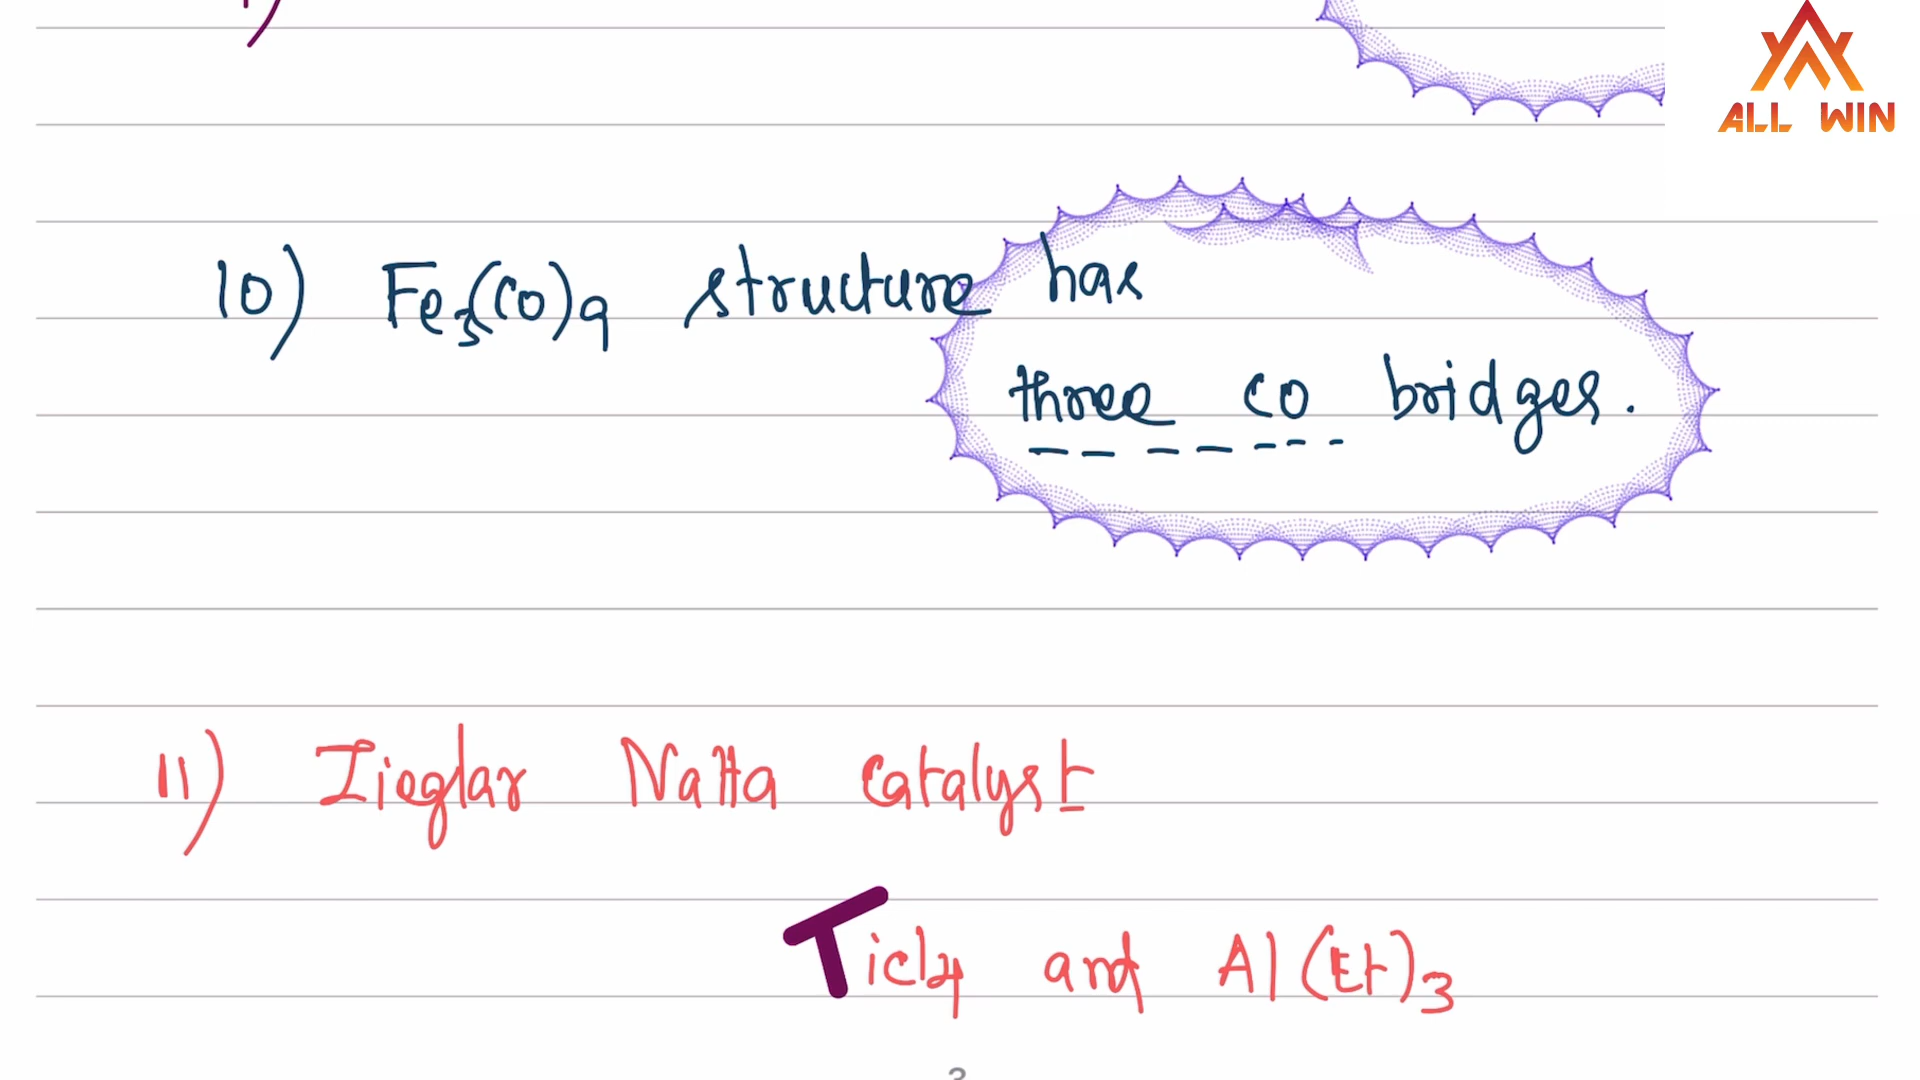 ALL WIN
10) Fe3(CO)9 structure has
three CO bridges.
11) Zieglar Natta catalyst
Ticl4 and Al(Et)3